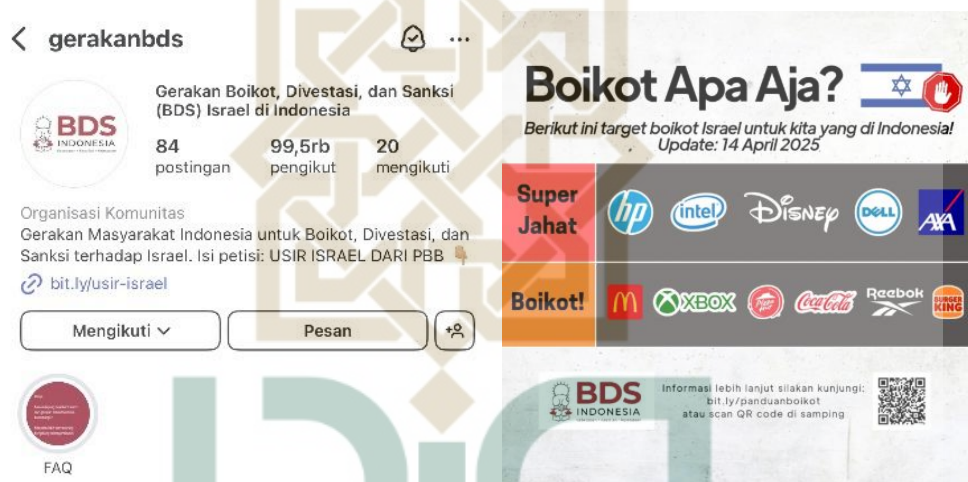 gerakanbds
Gerakan Boikot, Divestasi, dan Sanksi
(BDS) Israel di Indonesia
BDS
INDONESIA
84
99,5rb
20
postingan
pengikut
mengikuti
Organisasi Komunitas
Gerakan Masyarakat Indonesia untuk Boikot, Divestasi, dan
Sanksi terhadap Israel. Isi petisi: USIR ISRAEL DARI PBB
bit.ly/usir-israel
Mengikuti
Pesan
FAQ
Boikot Apa Aja?
Berikut ini target boikot Israel untuk kita yang di Indonesia!
Update: 14 April 2025
Super
Jahat
hp
intel
Disney
DELL
AXA
Boikot!
M
XBOX
Coca-Cola
Reebok
BURGER
KING
BDS
INDONESIA
Informasi lebih lanjut silakan kunjungi:
bit.ly/panduanboikot
atau scan QR code di samping